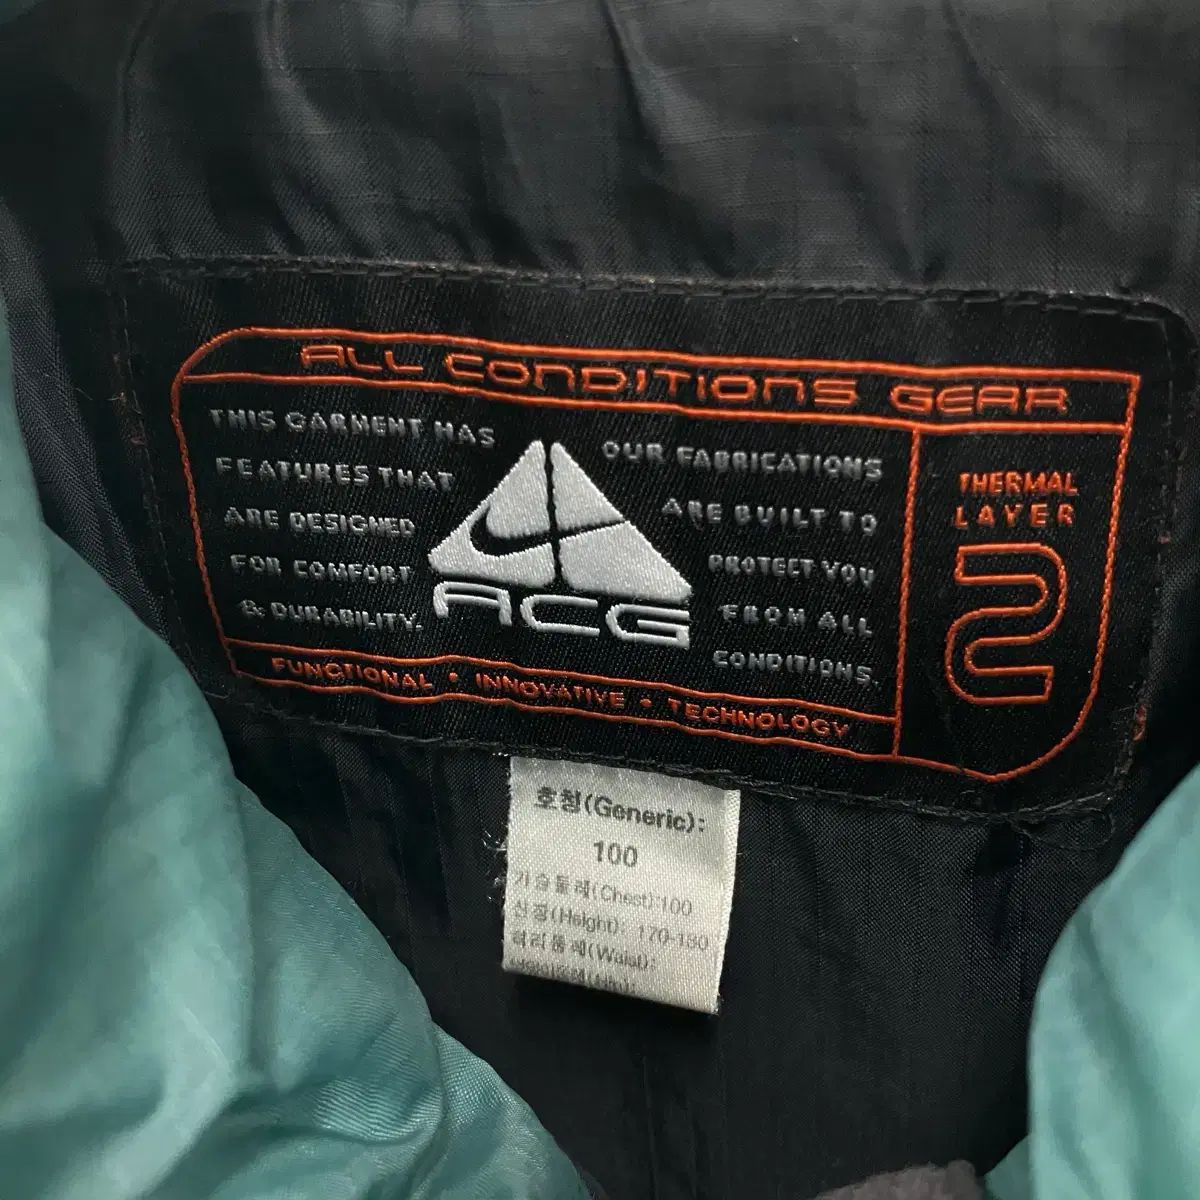 ALL CONDITIONS GEAR
THIS GARMENT HAS
FEATURES THAT
ARE DESIGNED
FOR COMFORT
& DURABILITY.
ACG
OUR FABRICATIONS
ARE BUILT TO
PROTECT YOU
FROM ALL
CONDITIONS.
THERMAL
LAYER
2
FUNCTIONAL • INNOVATIVE • TECHNOLOGY
호칭(Generic):
100
가슴둘레(Chest):100
신장(Height): 170-180
허리둘레(Waist):